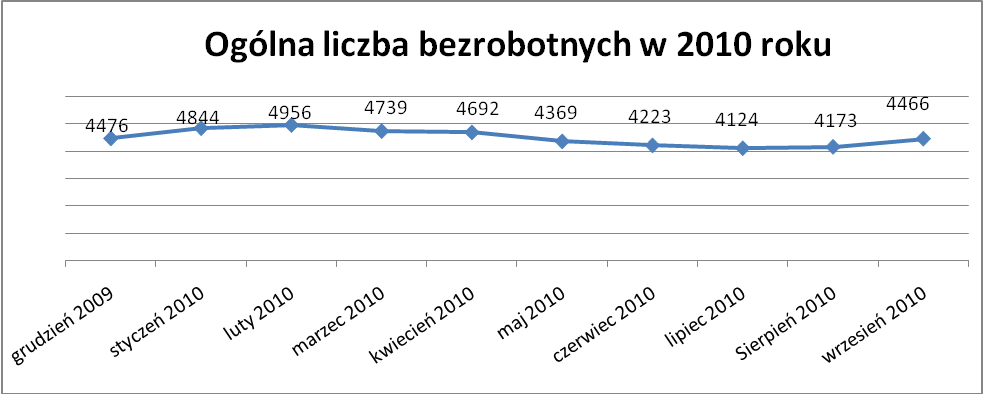 Ogólna liczba bezrobotnych w 2010 roku
4476 4844 4956 4739 4692 4369 4223 4124 4173 4466
grudzień 2009
styczeń 2010
luty 2010
marzec 2010
kwiecień 2010
maj 2010
czerwiec 2010
lipiec 2010
Sierpień 2010
wrzesień 2010